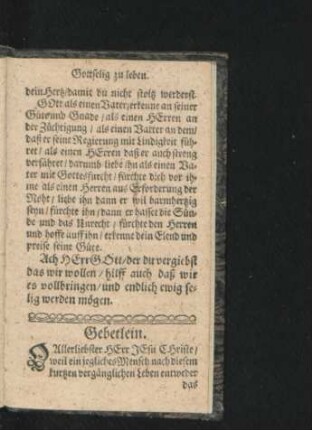 Gottselig zu leben.
dein Hertz/damit du nicht stoltz werdest.
GOtt als einen Vater/erkenne an seiner
Güte und Gnade/als einen HErren an
der Züchtigung/als einen Vatter an dem/
daß er seine Regierung mit Lindigkeit füh-
ret/als einen HErren daß er auch streng
verfähret/darumb liebe ihn als einen Va-
ter mit Gottesfurcht/fürchte dich vor ih-
me als einen Herren aus Erforderung der
Noht/liebe ihn dann er wil barmhertzig
seyn/fürchte ihn/dann er hasset die Sün-
de und das Unrecht/fürchte den Herren
und hoffe auff ihn/erkenne dein Elend und
preise seine Güte.
Ach HErr GOtt/der du vergiebst
das wir wollen/hilff auch daß wir
es vollbringen/und endlich ewig se-
lig werden mögen.
Gebetlein.
O Allerliebster HErr JEsu CHriste/
weil ein jegliches Mensch nach diesem
kurtzen vergänglichen Leben entweder
das